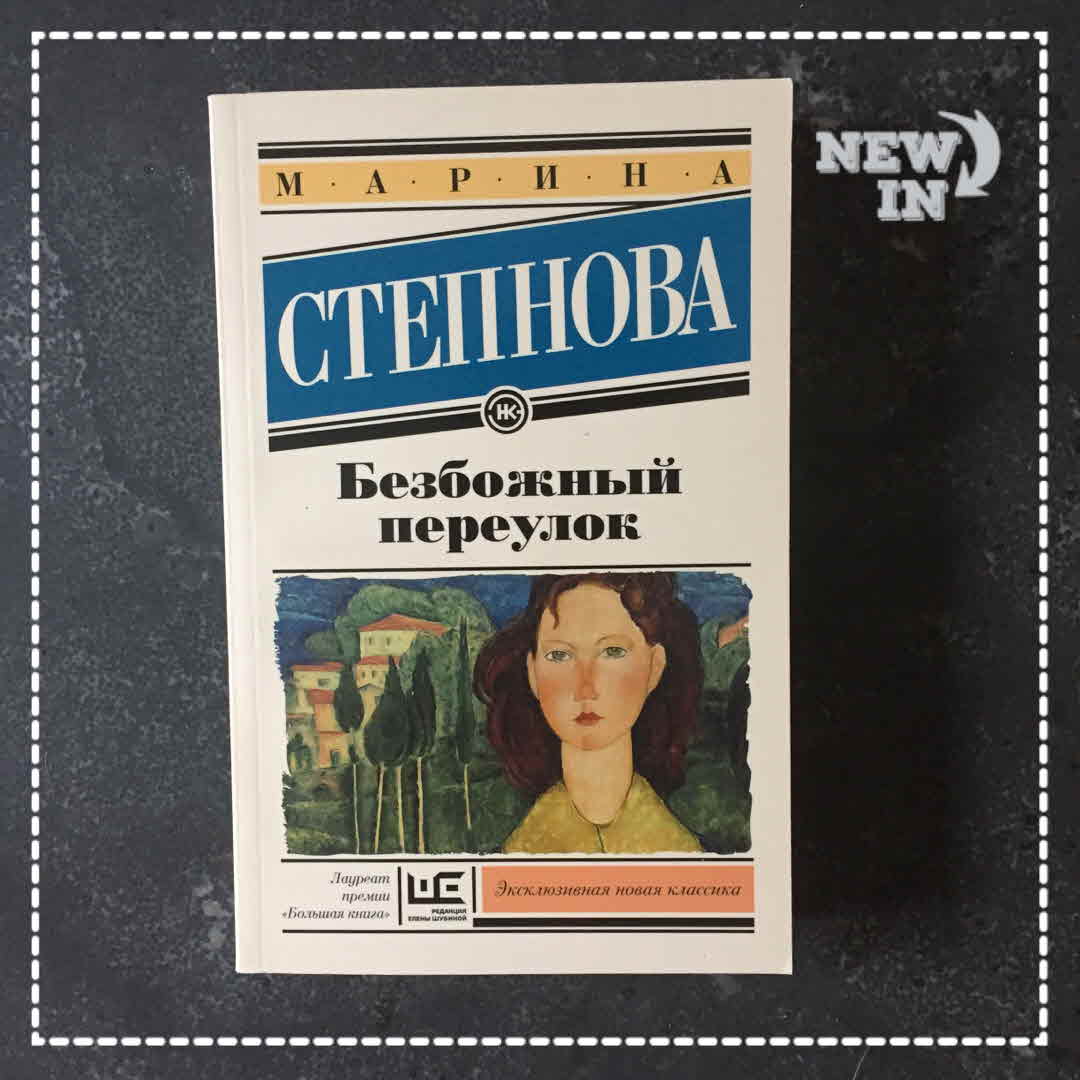 NEW
IN
М·А·Р·И·Н·А
СТЕПНОВА
НК
Безбожный
переулок
Лауреат
премии
«Большая книга»
РЕДАКЦИЯ
ЕЛЕНЫ ШУБИНОЙ
Эксклюзивная новая классика